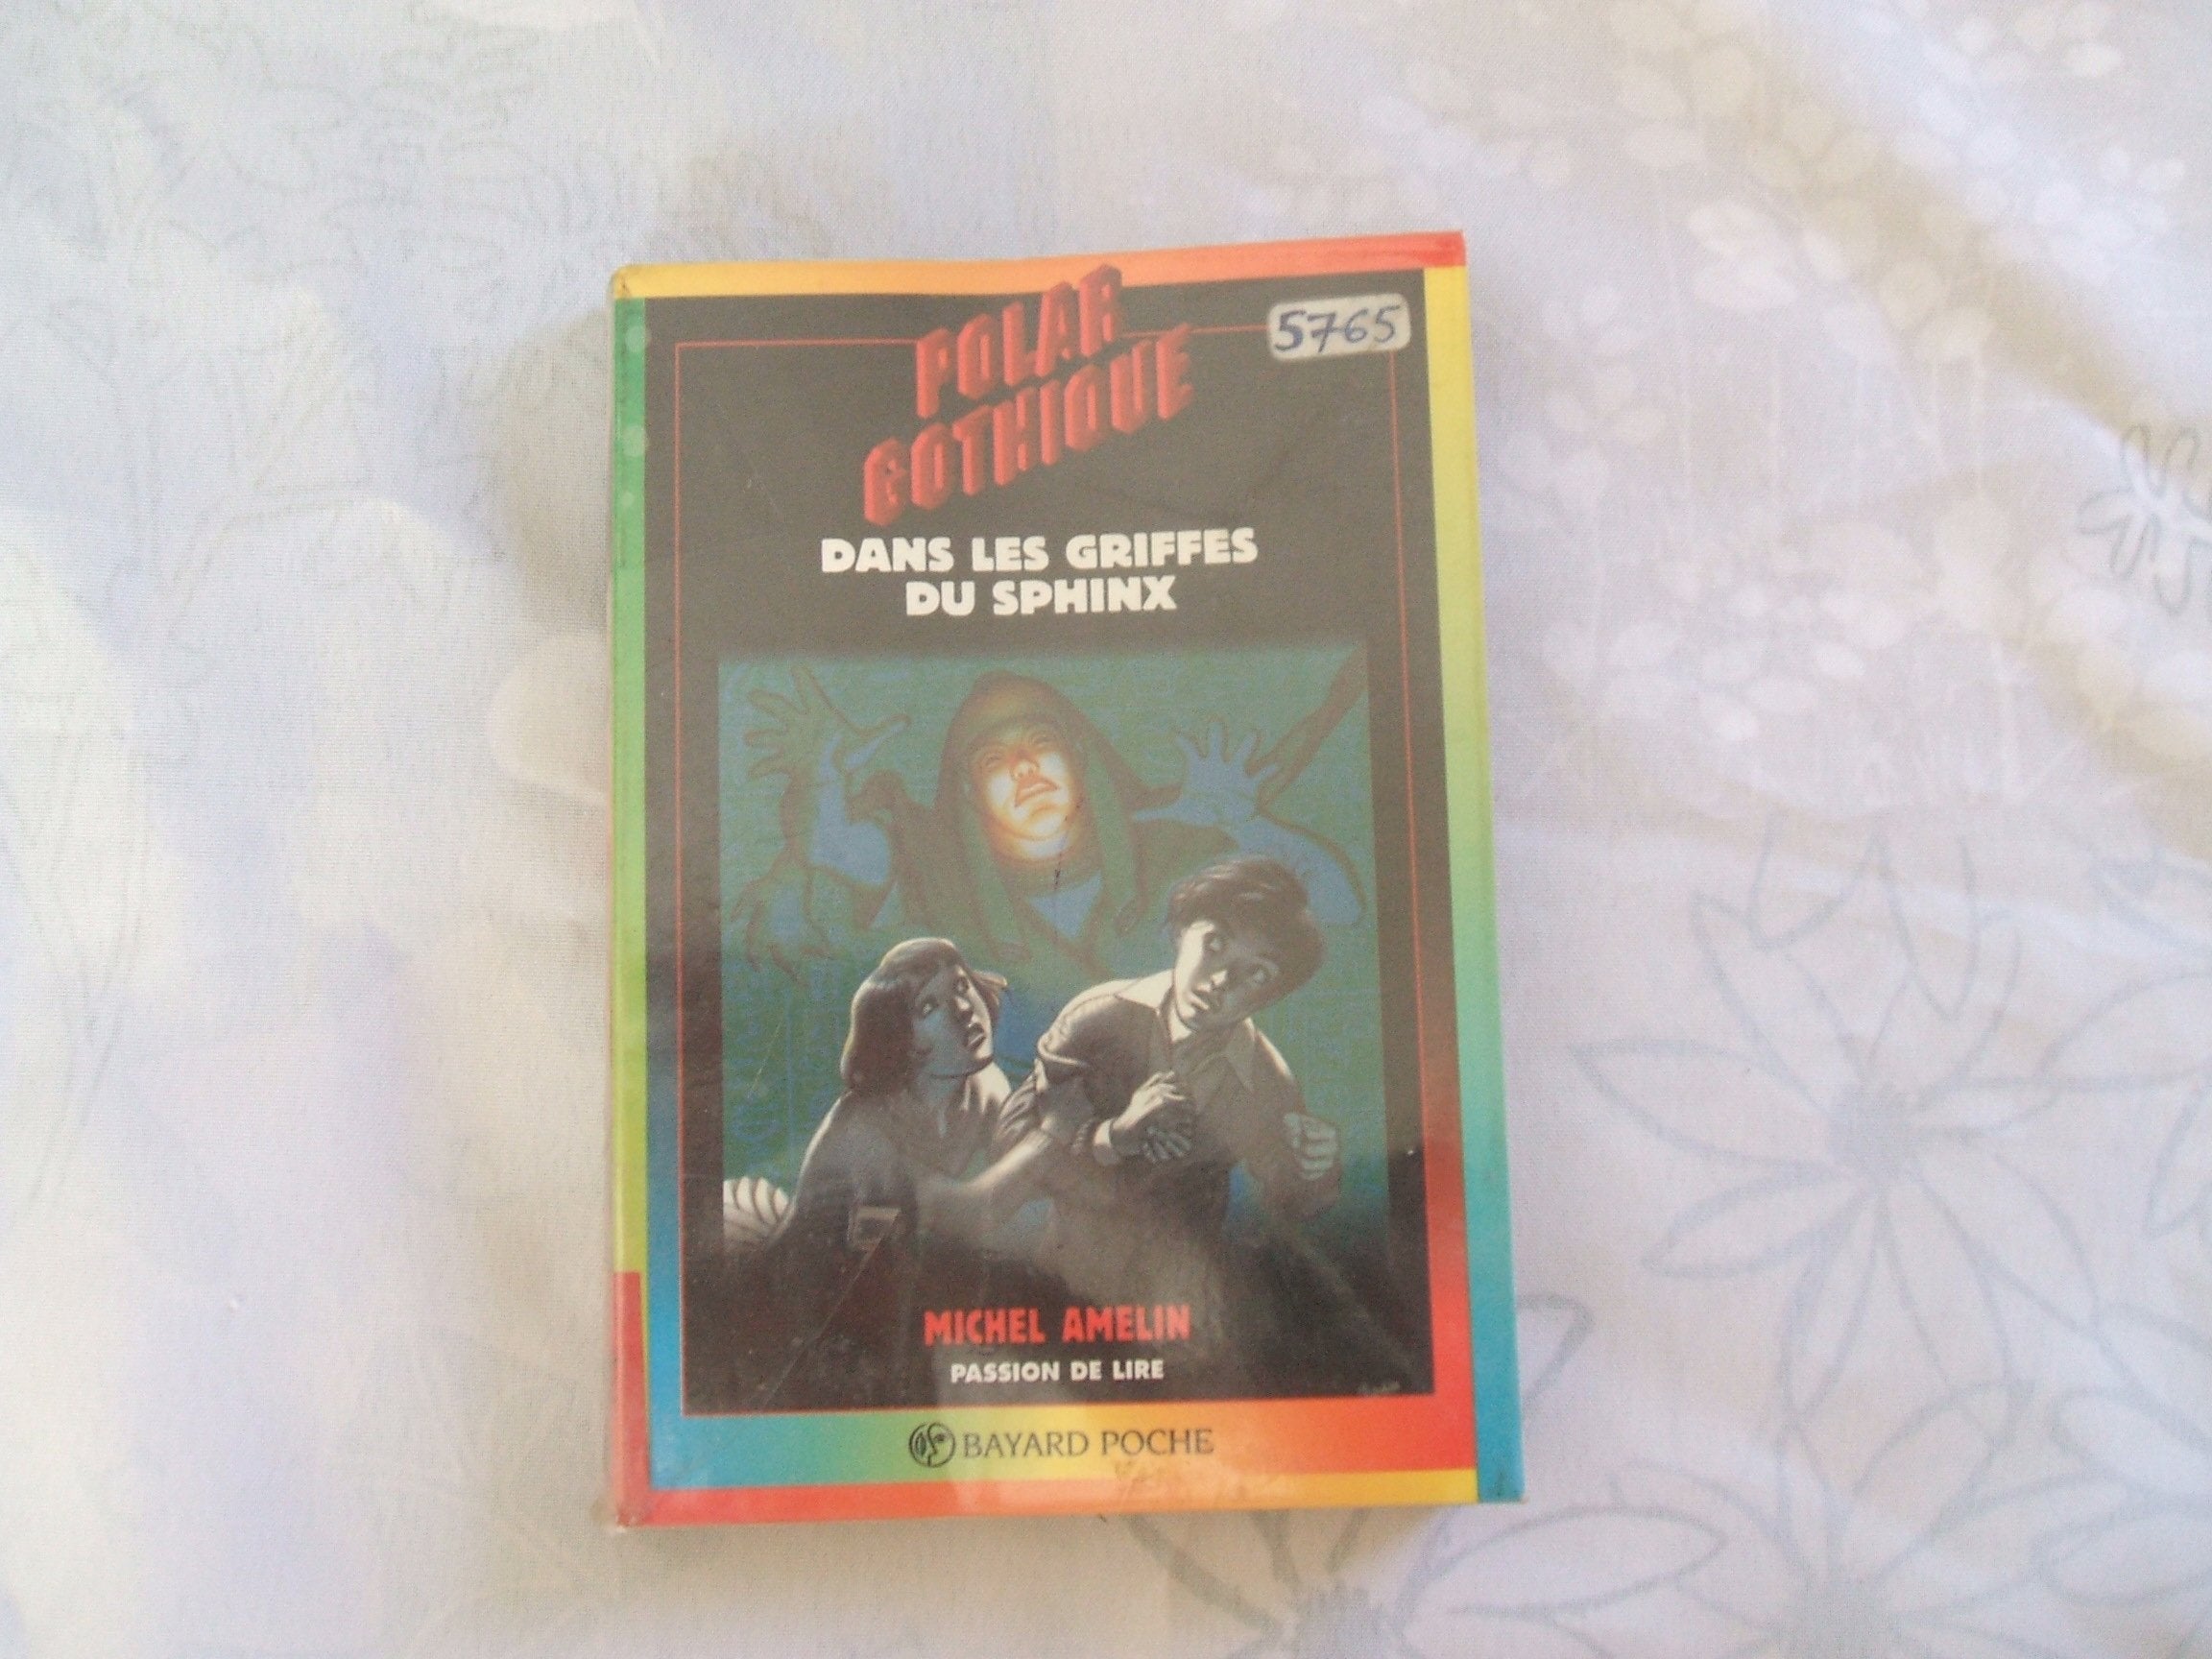 POLAR
GOTHIQUE
5765
DANS LES GRIFFES
DU SPHINX
MICHEL AMELIN
PASSION DE LIRE
BAYARD POCHE